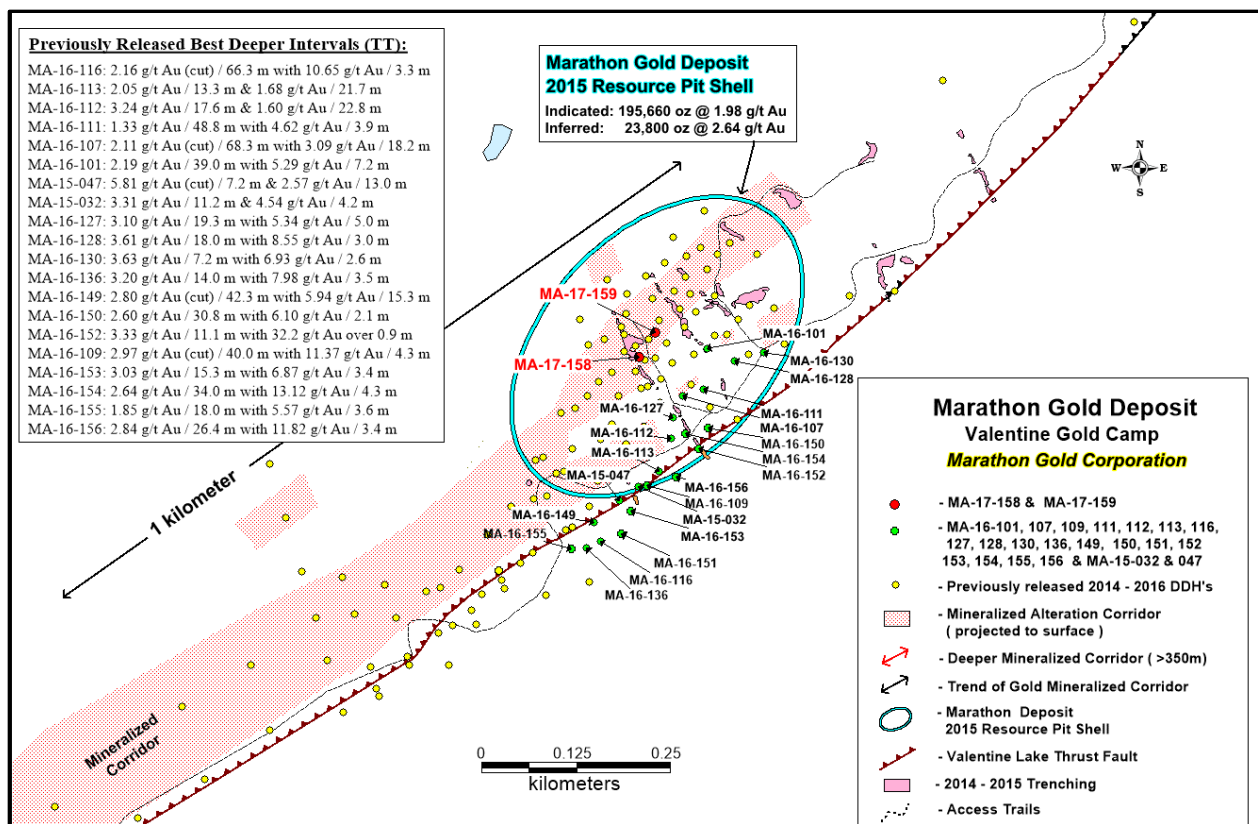 Previously Released Best Deeper Intervals (TT):
MA-16-116: 2.16 g/t Au (cut) / 66.3 m with 10.65 g/t Au / 3.3 m
MA-16-113: 2.05 g/t Au / 13.3 m & 1.68 g/t Au / 21.7 m
MA-16-112: 3.24 g/t Au / 17.6 m & 1.60 g/t Au / 22.8 m
MA-16-111: 1.33 g/t Au / 48.8 m with 4.62 g/t Au / 3.9 m
MA-16-107: 2.11 g/t Au (cut) / 68.3 m with 3.09 g/t Au / 18.2 m
MA-16-101: 2.19 g/t Au / 39.0 m with 5.29 g/t Au / 7.2 m
MA-15-047: 5.81 g/t Au (cut) / 7.2 m & 2.57 g/t Au / 13.0 m
MA-15-032: 3.31 g/t Au / 11.2 m & 4.54 g/t Au / 4.2 m
MA-16-127: 3.10 g/t Au / 19.3 m with 5.34 g/t Au / 5.0 m
MA-16-128: 3.61 g/t Au / 18.0 m with 8.55 g/t Au / 3.0 m
MA-16-130: 3.63 g/t Au / 7.2 m with 6.93 g/t Au / 2.6 m
MA-16-136: 3.20 g/t Au / 14.0 m with 7.98 g/t Au / 3.5 m
MA-16-149: 2.80 g/t Au (cut) / 42.3 m with 5.94 g/t Au / 15.3 m
MA-16-150: 2.60 g/t Au / 30.8 m with 6.10 g/t Au / 2.1 m
MA-16-152: 3.33 g/t Au / 11.1 m with 32.2 g/t Au over 0.9 m
MA-16-109: 2.97 g/t Au (cut) / 40.0 m with 11.37 g/t Au / 4.3 m
MA-16-153: 3.03 g/t Au / 15.3 m with 6.87 g/t Au / 3.4 m
MA-16-154: 2.64 g/t Au / 34.0 m with 13.12 g/t Au / 4.3 m
MA-16-155: 1.85 g/t Au / 18.0 m with 5.57 g/t Au / 3.6 m
MA-16-156: 2.84 g/t Au / 26.4 m with 11.82 g/t Au / 3.4 m
Marathon Gold Deposit
2015 Resource Pit Shell
Indicated: 195,660 oz @ 1.98 g/t Au
Inferred: 23,800 oz @ 2.64 g/t Au
N
W E
S
MA-17-159
MA-17-158
MA-16-101
MA-16-130
MA-16-128
MA-16-127
MA-16-111
MA-16-107
MA-16-112
MA-16-150
MA-16-113
MA-16-154
MA-16-152
MA-15-047
MA-16-156
MA-16-109
MA-16-149
MA-15-032
MA-16-155
MA-16-153
MA-16-151
MA-16-116
MA-16-136
1 kilometer
Mineralized
Corridor
0 0.125 0.25
kilometers
Marathon Gold Deposit
Valentine Gold Camp
Marathon Gold Corporation
- MA-17-158 & MA-17-159
- MA-16-101, 107, 109, 111, 112, 113, 116,
127, 128, 130, 136, 149, 150, 151, 152
153, 154, 155, 156 & MA-15-032 & 047
- Previously released 2014 - 2016 DDH's
- Mineralized Alteration Corridor
( projected to surface )
- Deeper Mineralized Corridor ( >350m)
- Trend of Gold Mineralized Corridor
- Marathon Deposit
2015 Resource Pit Shell
- Valentine Lake Thrust Fault
- 2014 - 2015 Trenching
- Access Trails